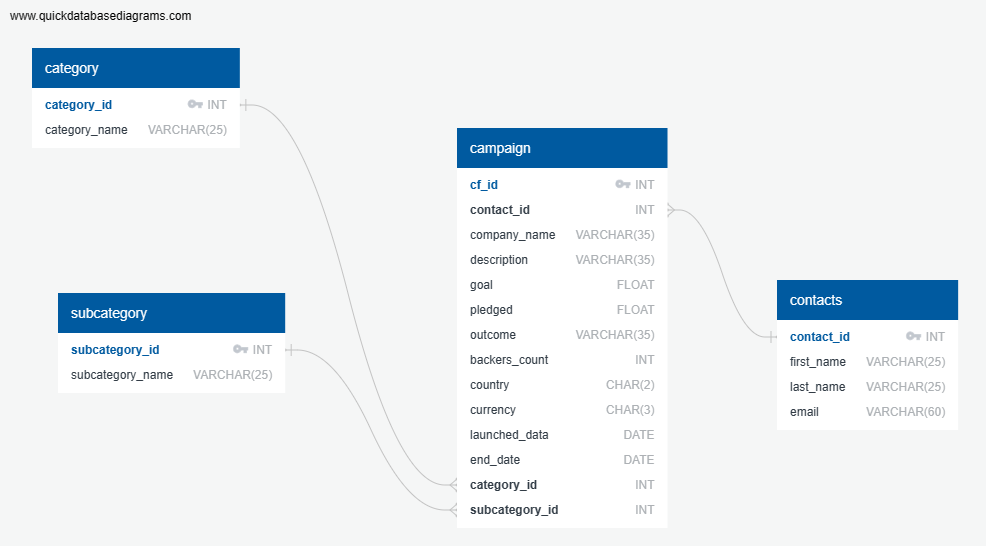 www.quickdatabasediagrams.com
category
category_id INT
category_name VARCHAR(25)
subcategory
subcategory_id INT
subcategory_name VARCHAR(25)
campaign
cf_id INT
contact_id INT
company_name VARCHAR(35)
description VARCHAR(35)
goal FLOAT
pledged FLOAT
outcome VARCHAR(35)
backers_count INT
country CHAR(2)
currency CHAR(3)
launched_data DATE
end_date DATE
category_id INT
subcategory_id INT
contacts
contact_id INT
first_name VARCHAR(25)
last_name VARCHAR(25)
email VARCHAR(60)